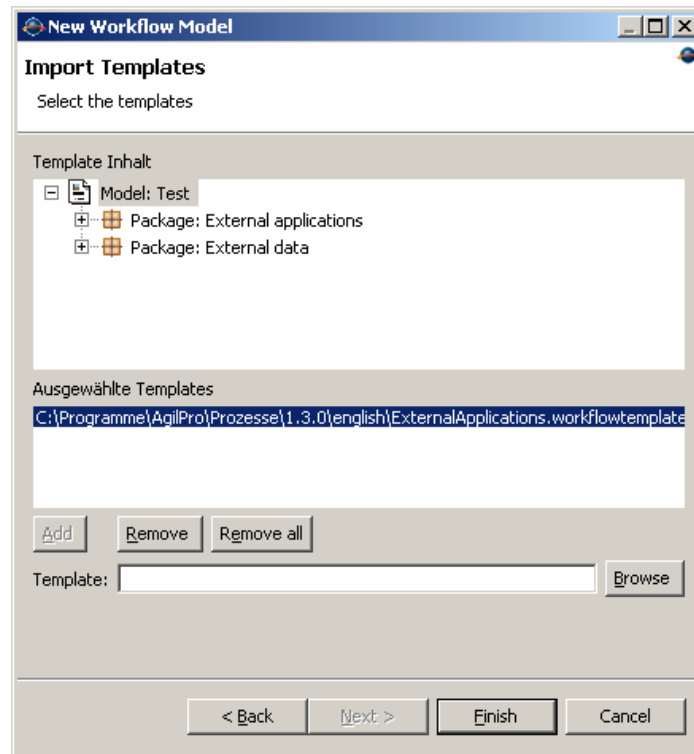 New Workflow Model
Import Templates
Select the templates
Template Inhalt
Model: Test
Package: External applications
Package: External data
Ausgewählte Templates
C:\Programme\AgilPro\Prozesse\1.3.0\english\ExternalApplications.workflowtemplate
Add Remove Remove all
Template: Browse
< Back Next > Finish Cancel